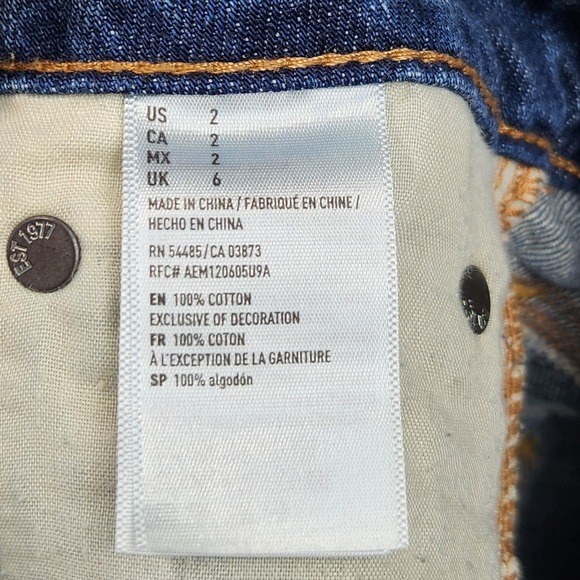 US 2
CA 2
MX 2
UK 6
MADE IN CHINA / FABRIQUÉ EN CHINE /
HECHO EN CHINA
RN 54485/CA 03873
RFC# AEM120605U9A
EN 100% COTTON
EXCLUSIVE OF DECORATION
FR 100% COTON
À L'EXCEPTION DE LA GARNITURE
SP 100% algodón
EST 1977